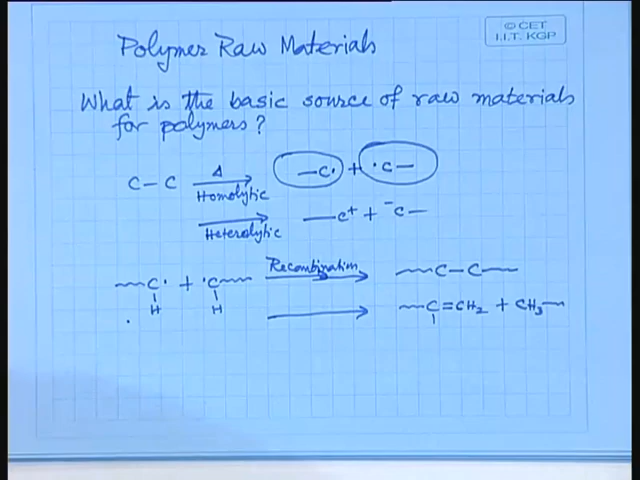 © CET
I.I.T. KGP
Polymer Raw Materials
What is the basic source of raw materials
for polymers?
C – C Δ Homolytic —C· + ·C—
Heterolytic —C⁺ + ⁻C—
~~C· + ·C~~ Recombination ~~C–C~~
H H
~~C=CH₂ + CH₃~~